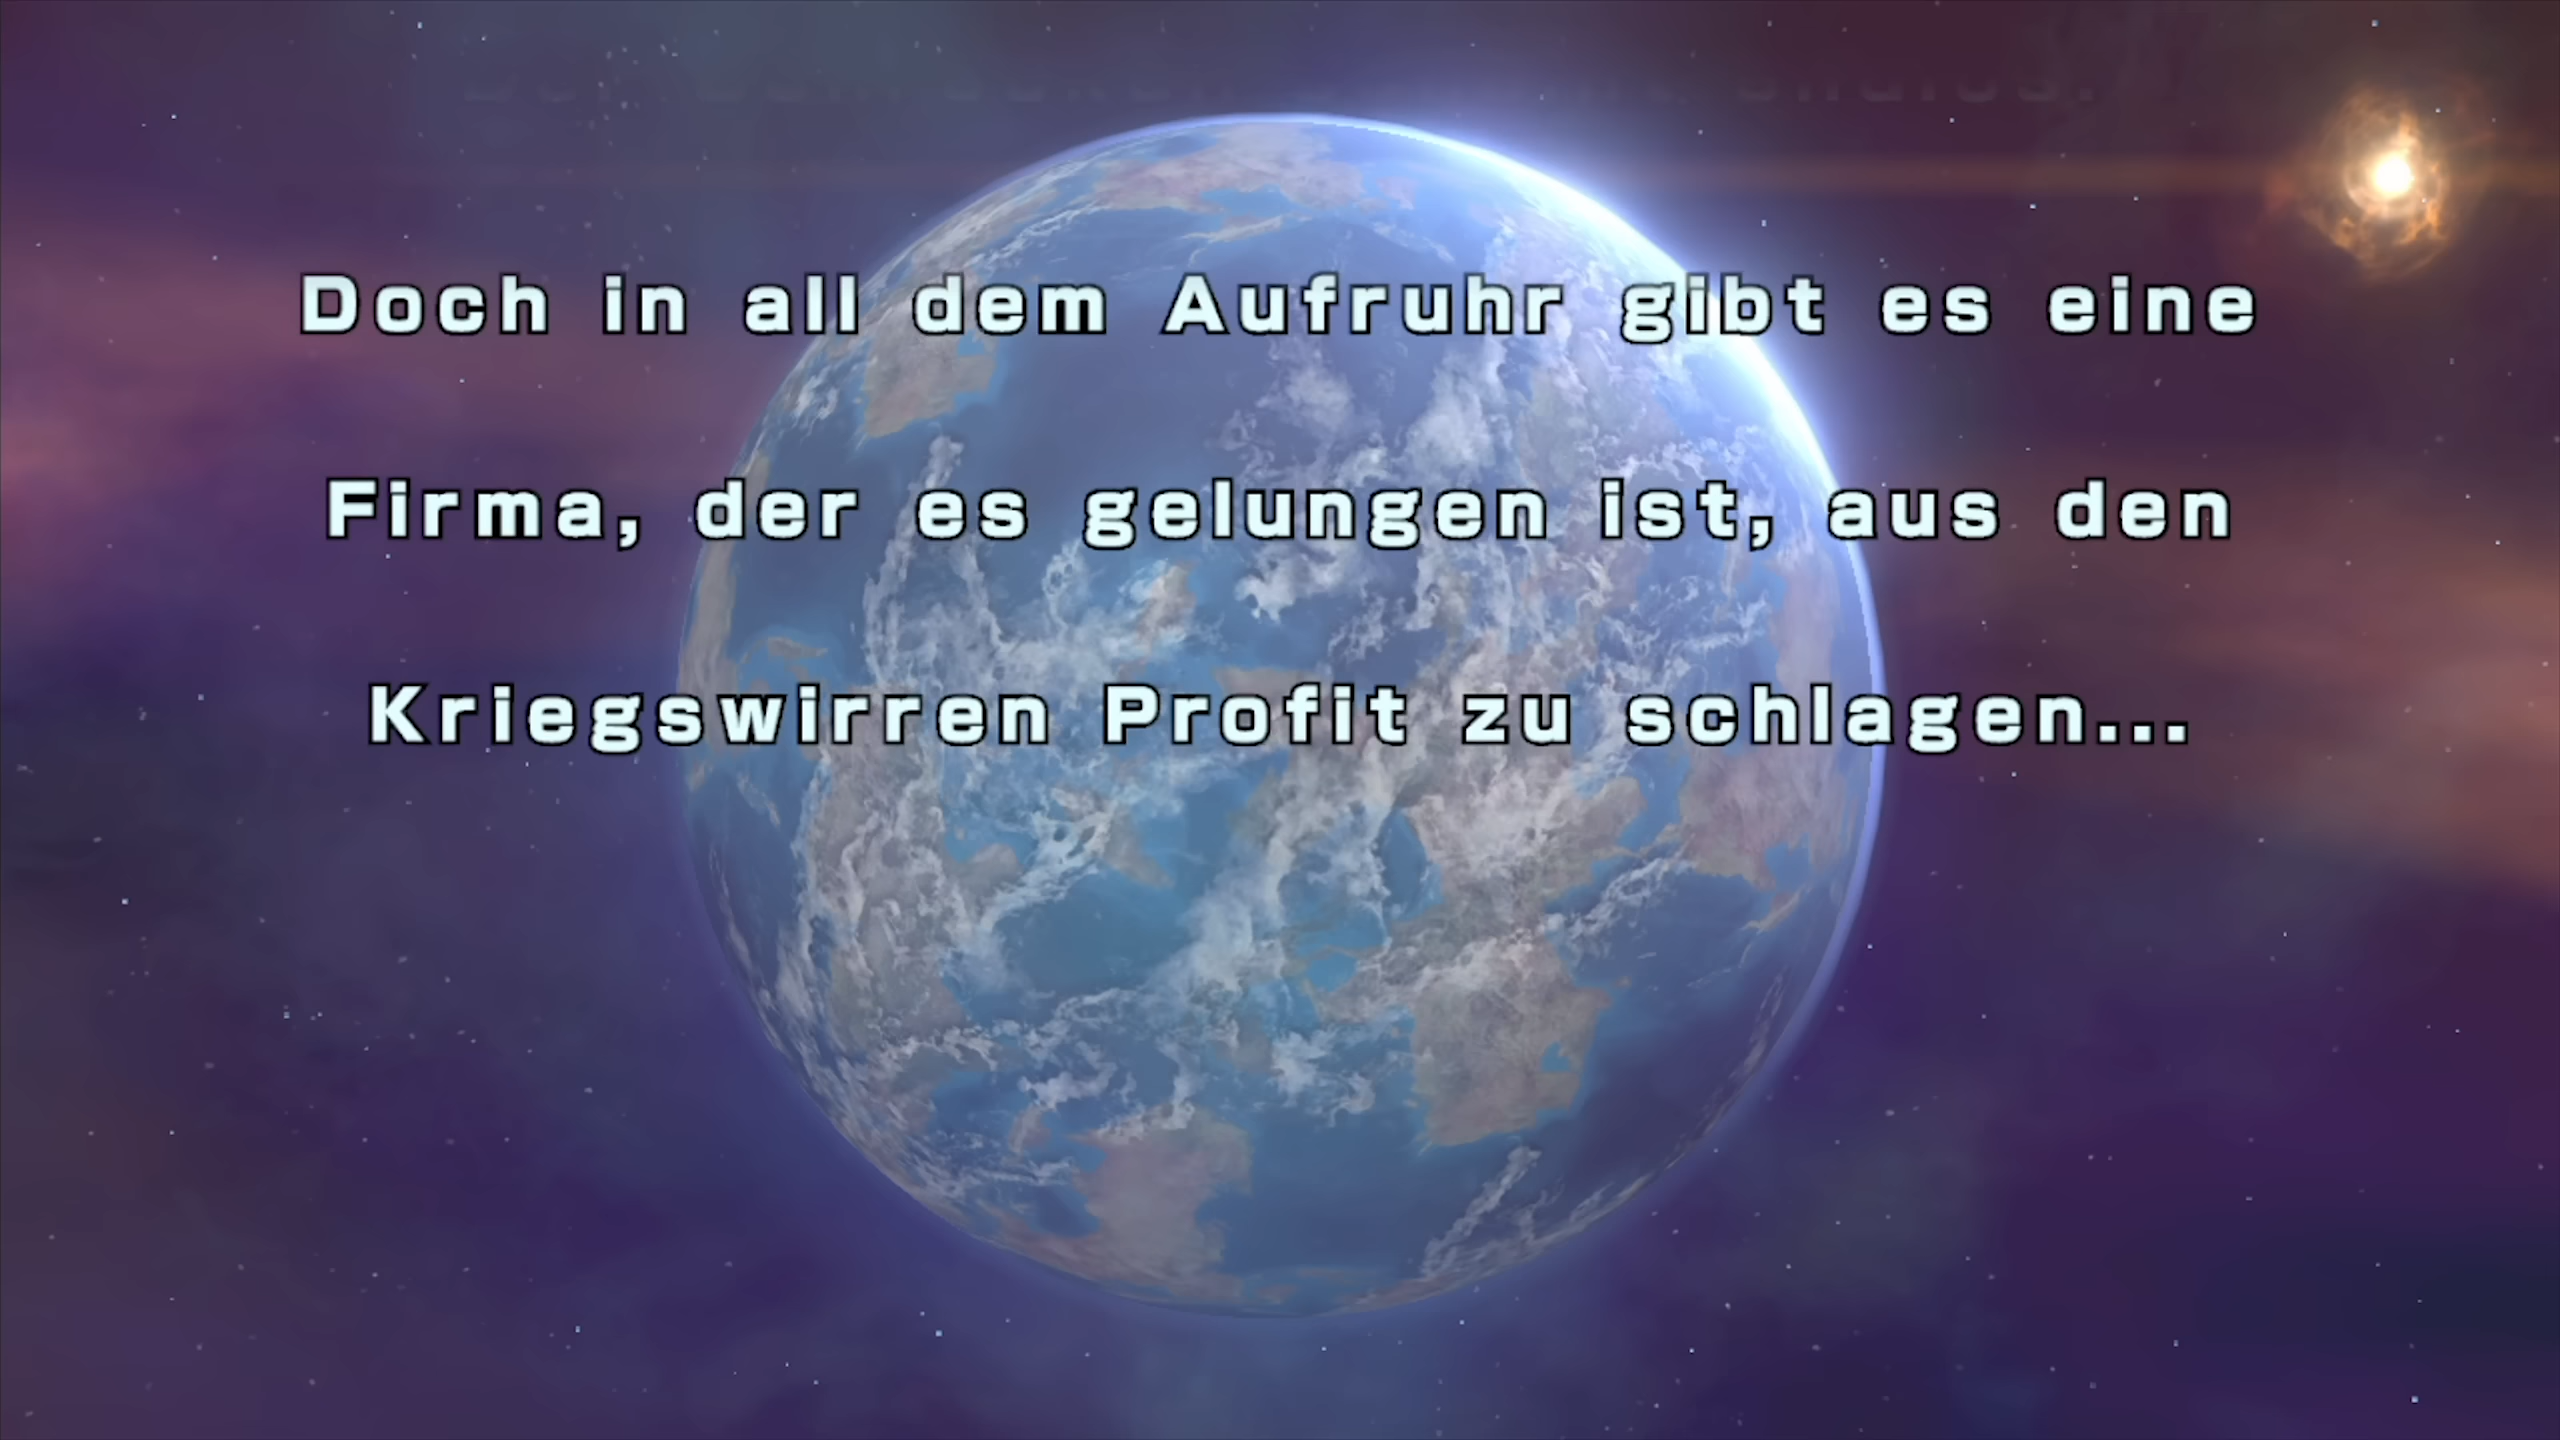 Doch in all dem Aufruhr gibt es eine
Firma, der es gelungen ist, aus den
Kriegswirren Profit zu schlagen...